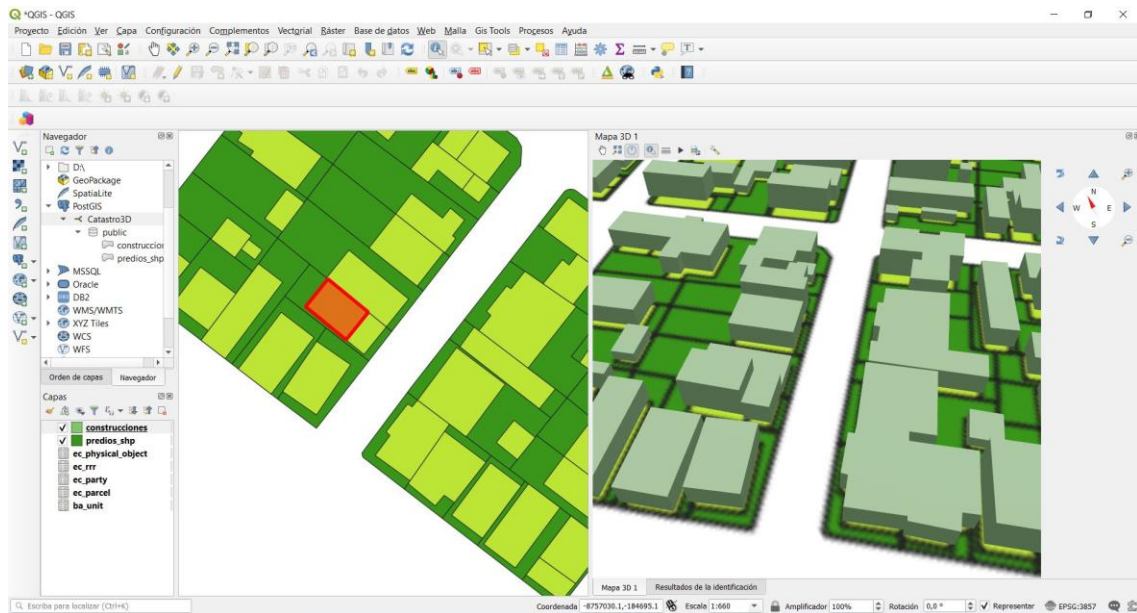 *QGIS - QGIS
Proyecto Edición Ver Capa Configuración Complementos Vectorial Ráster Base de datos Web Malla Gis Tools Procesos Ayuda
Navegador
D:\
GeoPackage
SpatiaLite
PostGIS
Catastro3D
public
construccion
predios_shp
MSSQL
Oracle
DB2
WMS/WMTS
XYZ Tiles
WCS
WFS
Orden de capas Navegador
Capas
construcciones
predios_shp
ec_physical_object
ec_rrr
ec_party
ec_parcel
ba_unit
Mapa 3D 1
N
W E
S
Mapa 3D 1 Resultados de la identificación
Escriba para localizar (Ctrl+K) Coordenada -8757030.1,-184695.1 Escala 1:660 Amplificador 100% Rotación 0,0 ° Representar EPSG:3857